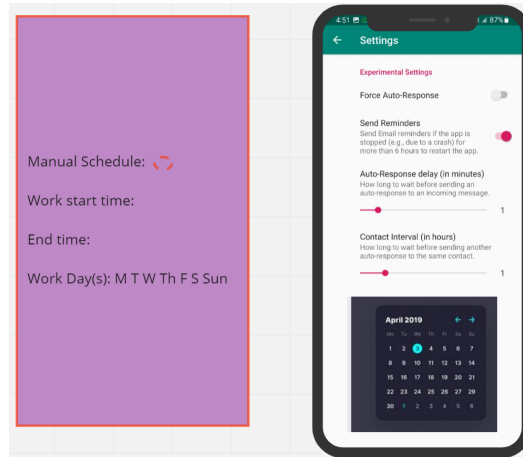 Manual Schedule:
Work start time:
End time:
Work Day(s): M T W Th F S Sun
4:51
87%
Settings
Experimental Settings
Force Auto-Response
Send Reminders
Send Email reminders if the app is
stopped (e.g., due to a crash) for
more than 6 hours to restart the app.
Auto-Response delay (in minutes)
How long to wait before sending an
auto-response to an incoming message.
1
Contact Interval (in hours)
How long to wait before sending another
auto-response to the same contact.
1
April 2019
Mo Tu We Th Fr Sa Su
1 2 3 4 5 6 7
8 9 10 11 12 13 14
15 16 17 18 19 20 21
22 23 24 25 26 27 29
30 1 2 3 4 5 6